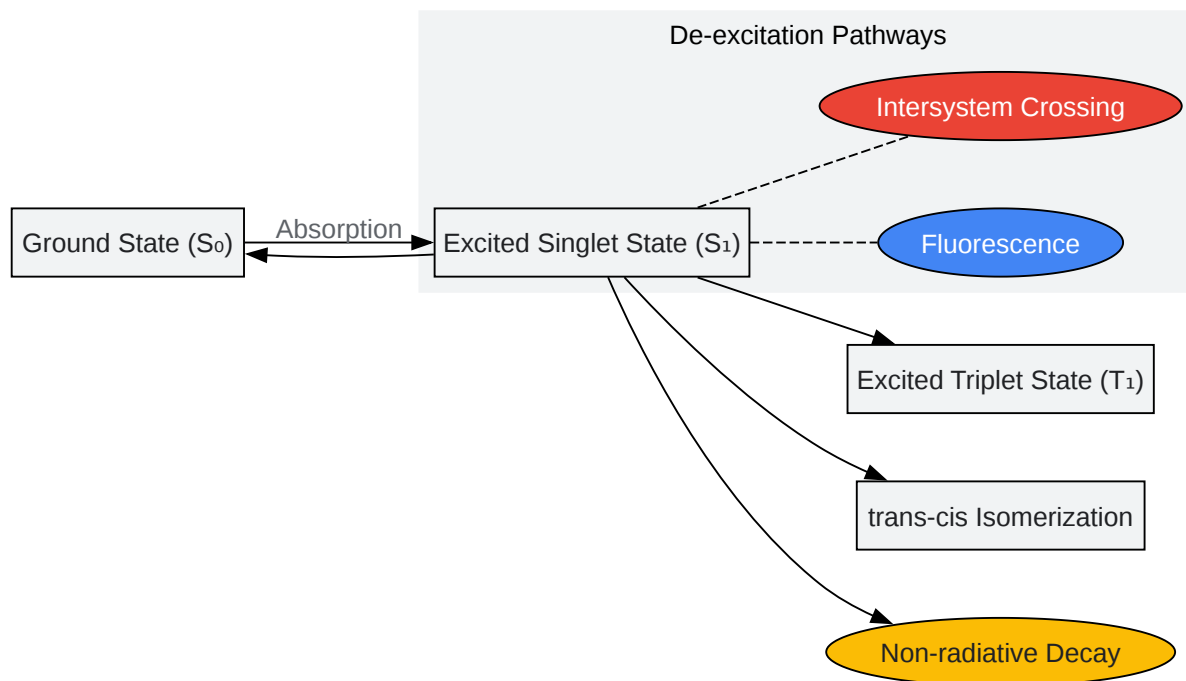 De-excitation Pathways
Intersystem Crossing
Absorption
Ground State (S₀)
Excited Singlet State (S₁)
Fluorescence
Excited Triplet State (T₁)
trans-cis Isomerization
Non-radiative Decay